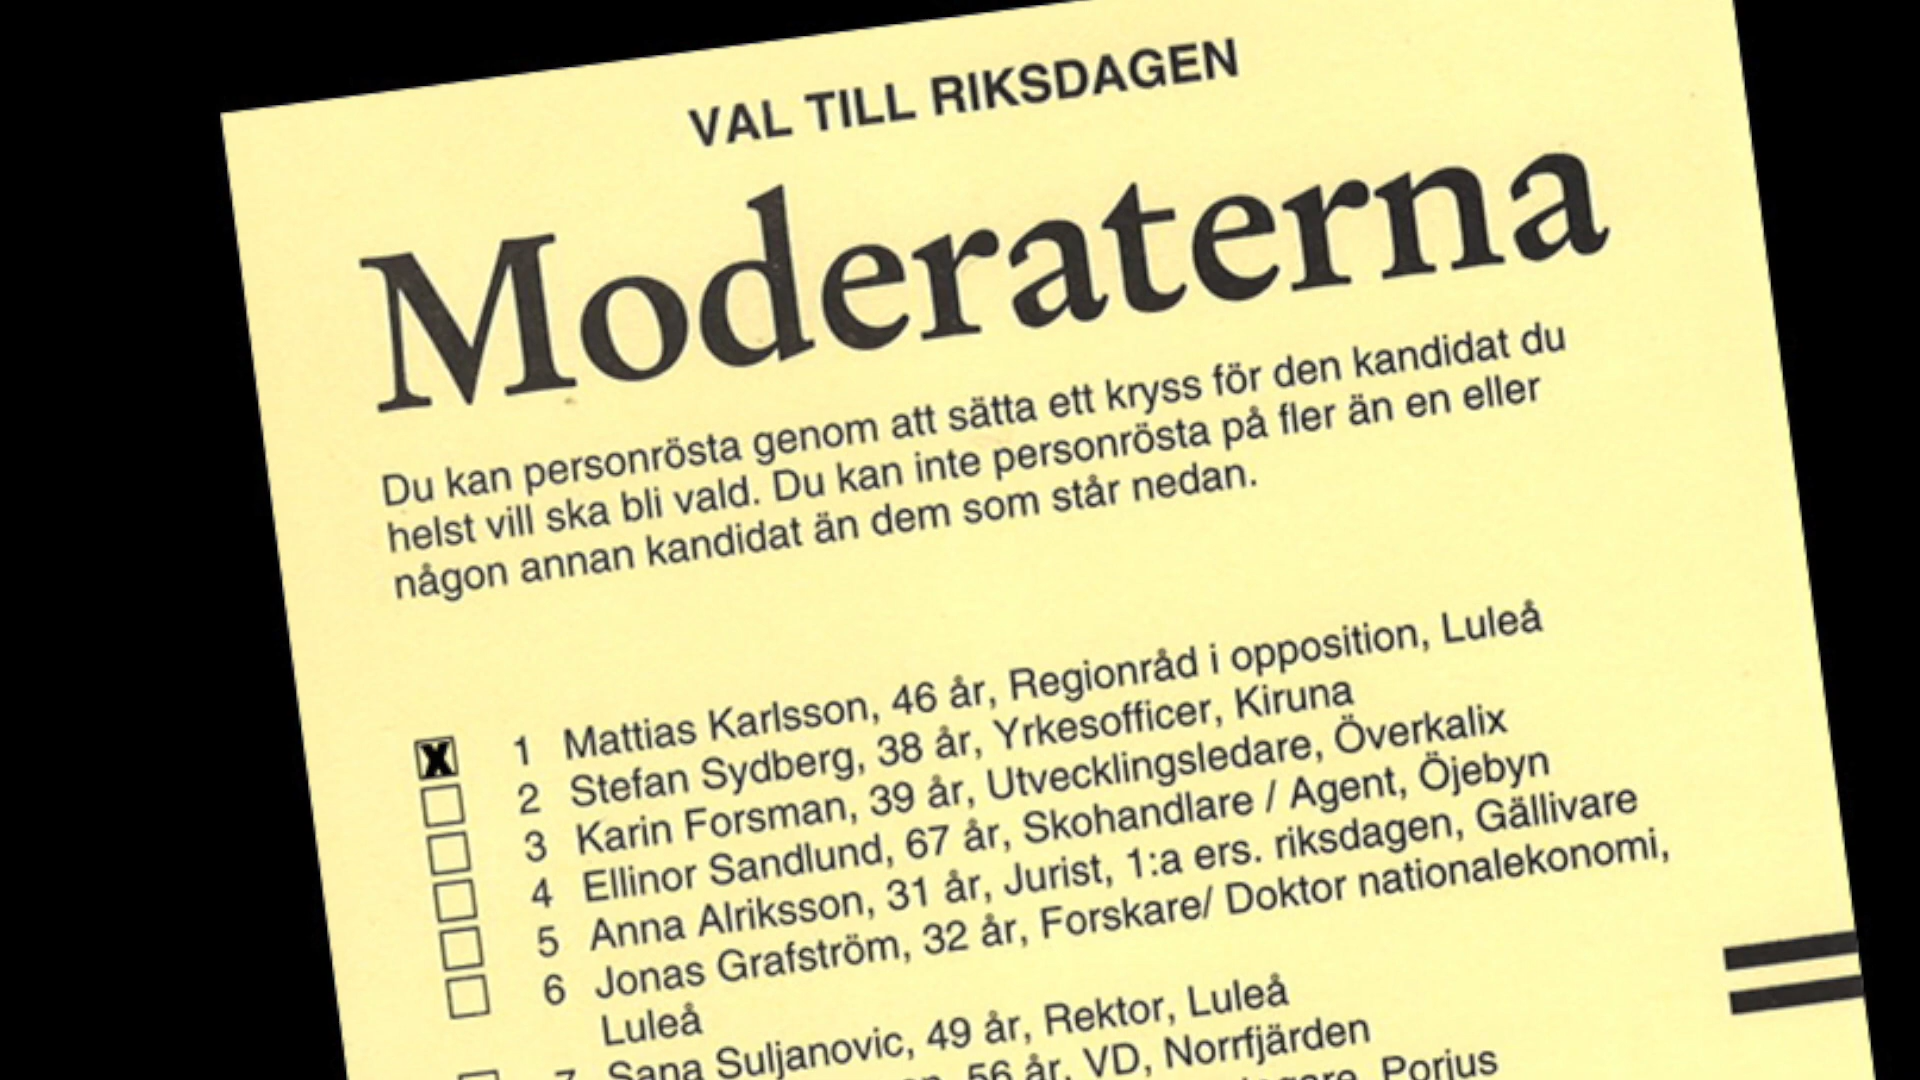 VAL TILL RIKSDAGEN
Moderaterna
Du kan personrösta genom att sätta ett kryss för den kandidat du
helst vill ska bli vald. Du kan inte personrösta på fler än en eller
någon annan kandidat än dem som står nedan.
X 1 Mattias Karlsson, 46 år, Regionråd i opposition, Luleå
2 Stefan Sydberg, 38 år, Yrkesofficer, Kiruna
3 Karin Forsman, 39 år, Utvecklingsledare, Överkalix
4 Ellinor Sandlund, 67 år, Skohandlare / Agent, Öjebyn
5 Anna Alriksson, 31 år, Jurist, 1:a ers. riksdagen, Gällivare
6 Jonas Grafström, 32 år, Forskare/ Doktor nationalekonomi,
Luleå
7 Sana Suljanovic, 49 år, Rektor, Luleå
56 år, VD, Norrfjärden
Porjus